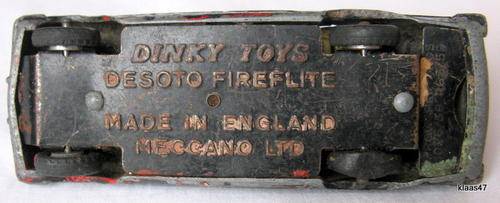 DINKY TOYS
DESOTO FIREFLITE
MADE IN ENGLAND
MECCANO LTD
klaas47